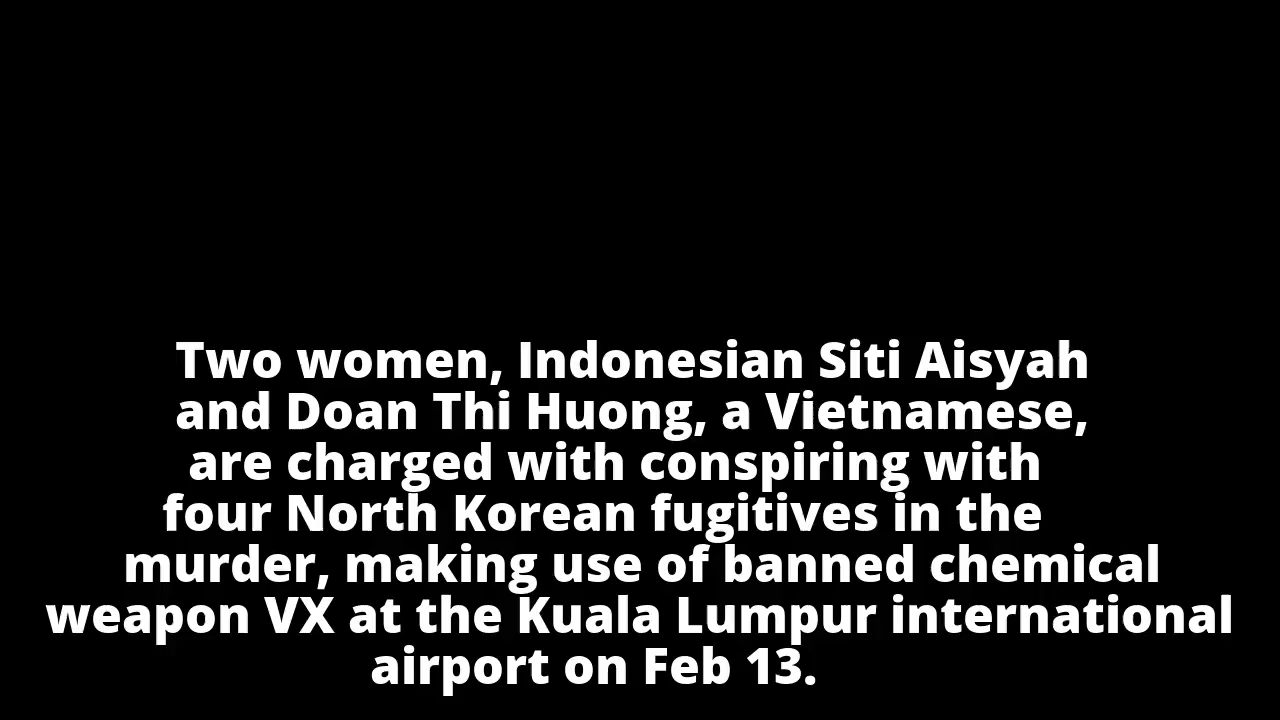 Two women, Indonesian Siti Aisyah
and Doan Thi Huong, a Vietnamese,
are charged with conspiring with
four North Korean fugitives in the
murder, making use of banned chemical
weapon VX at the Kuala Lumpur international
airport on Feb 13.